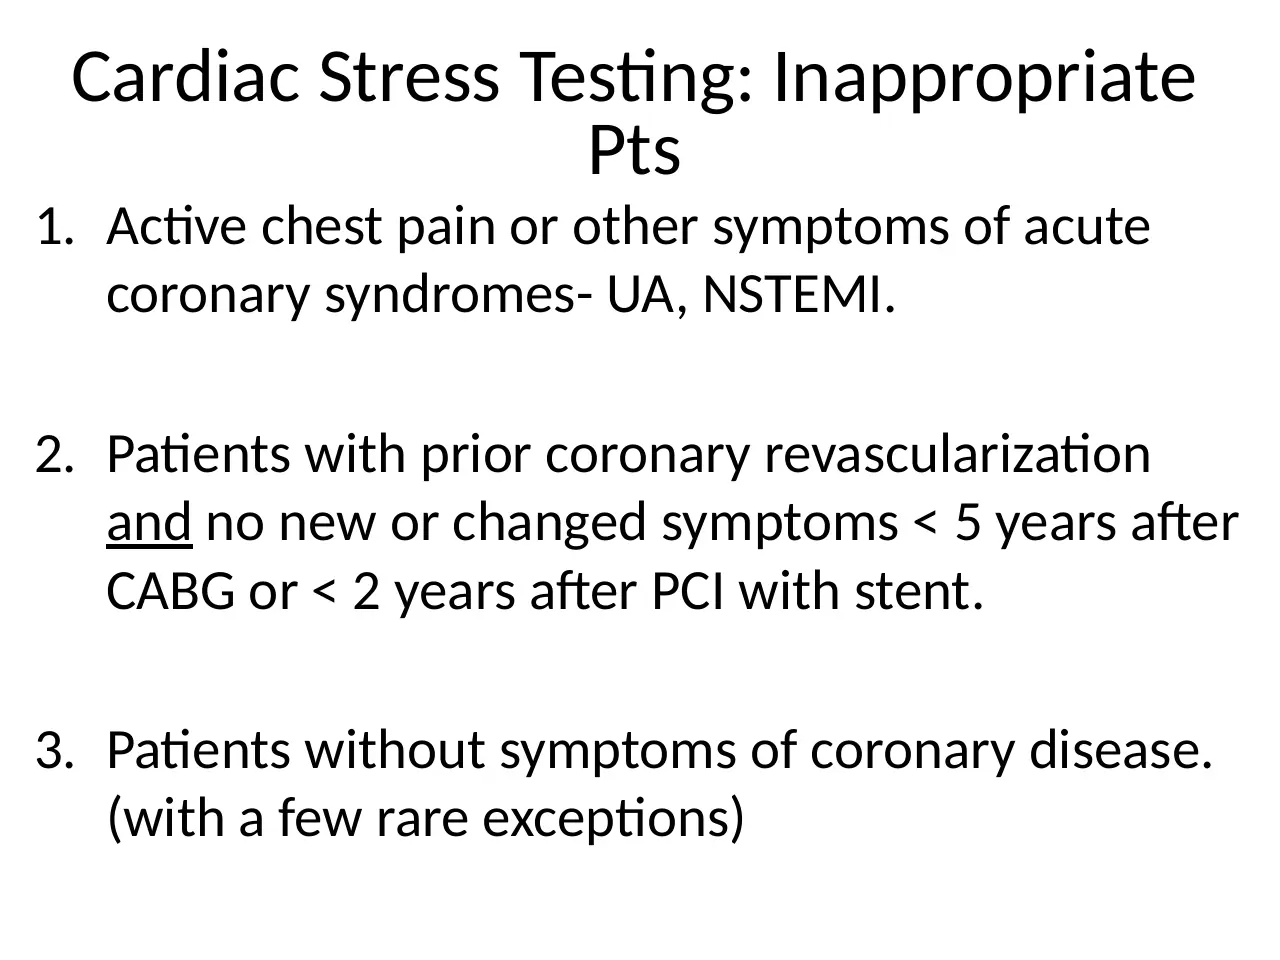 Cardiac Stress Testing: Inappropriate
Pts
1. Active chest pain or other symptoms of acute
coronary syndromes- UA, NSTEMI.
2. Patients with prior coronary revascularization
and no new or changed symptoms < 5 years after
CABG or < 2 years after PCI with stent.
3. Patients without symptoms of coronary disease.
(with a few rare exceptions)